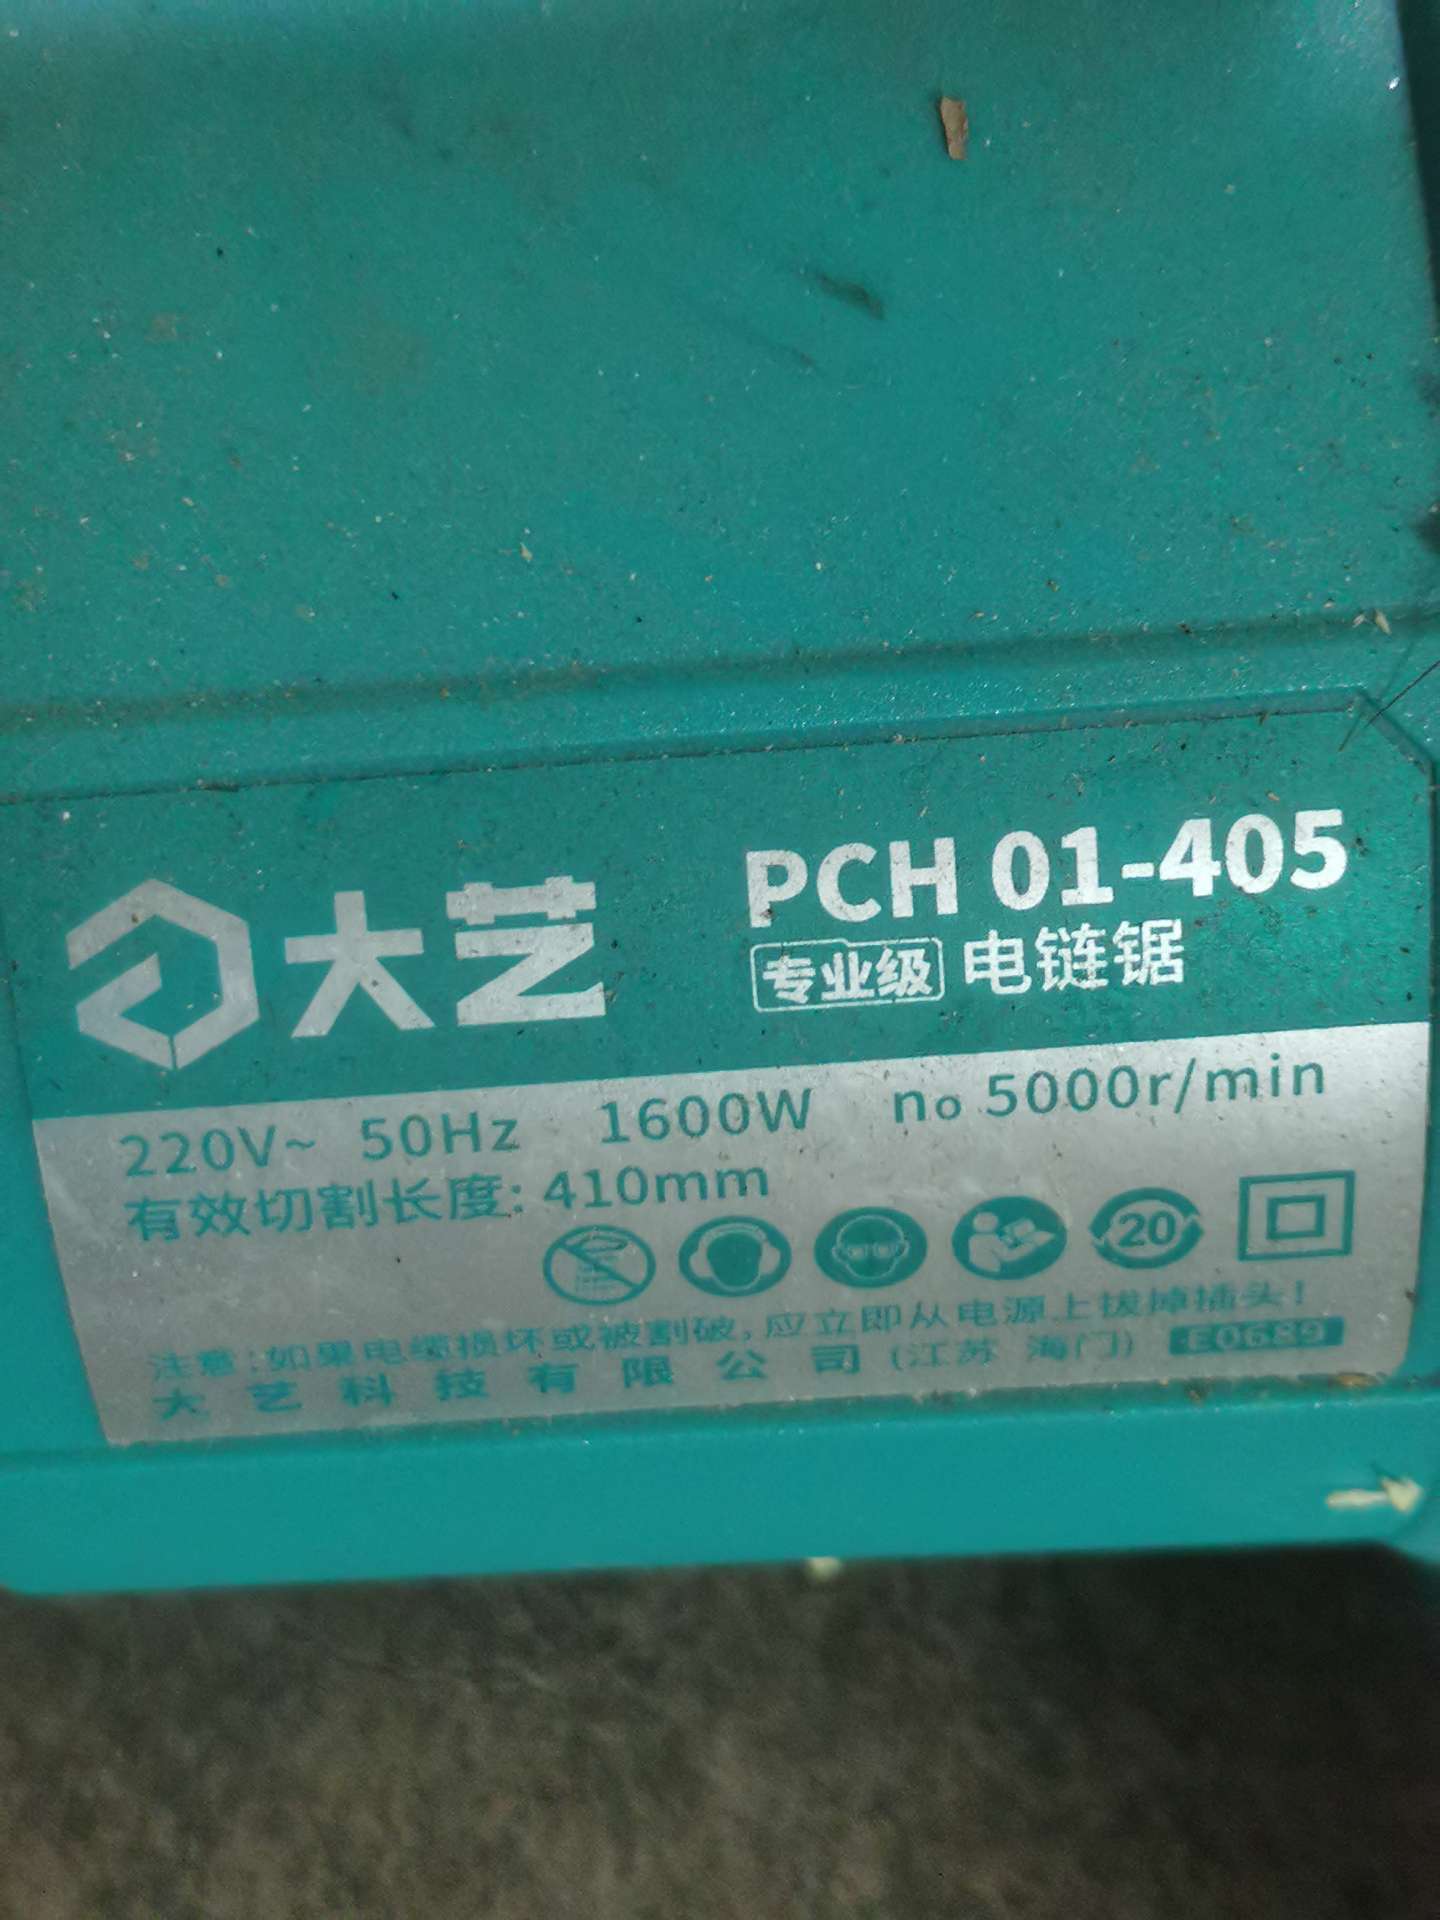 大艺
PCH 01-405
专业级 电链锯
220V~ 50Hz 1600W no 5000r/min
有效切割长度: 410mm
20
注意:如果电缆损坏或被割破,应立即从电源上拔掉插头!
大艺科技有限公司 (江苏 海门) E0689